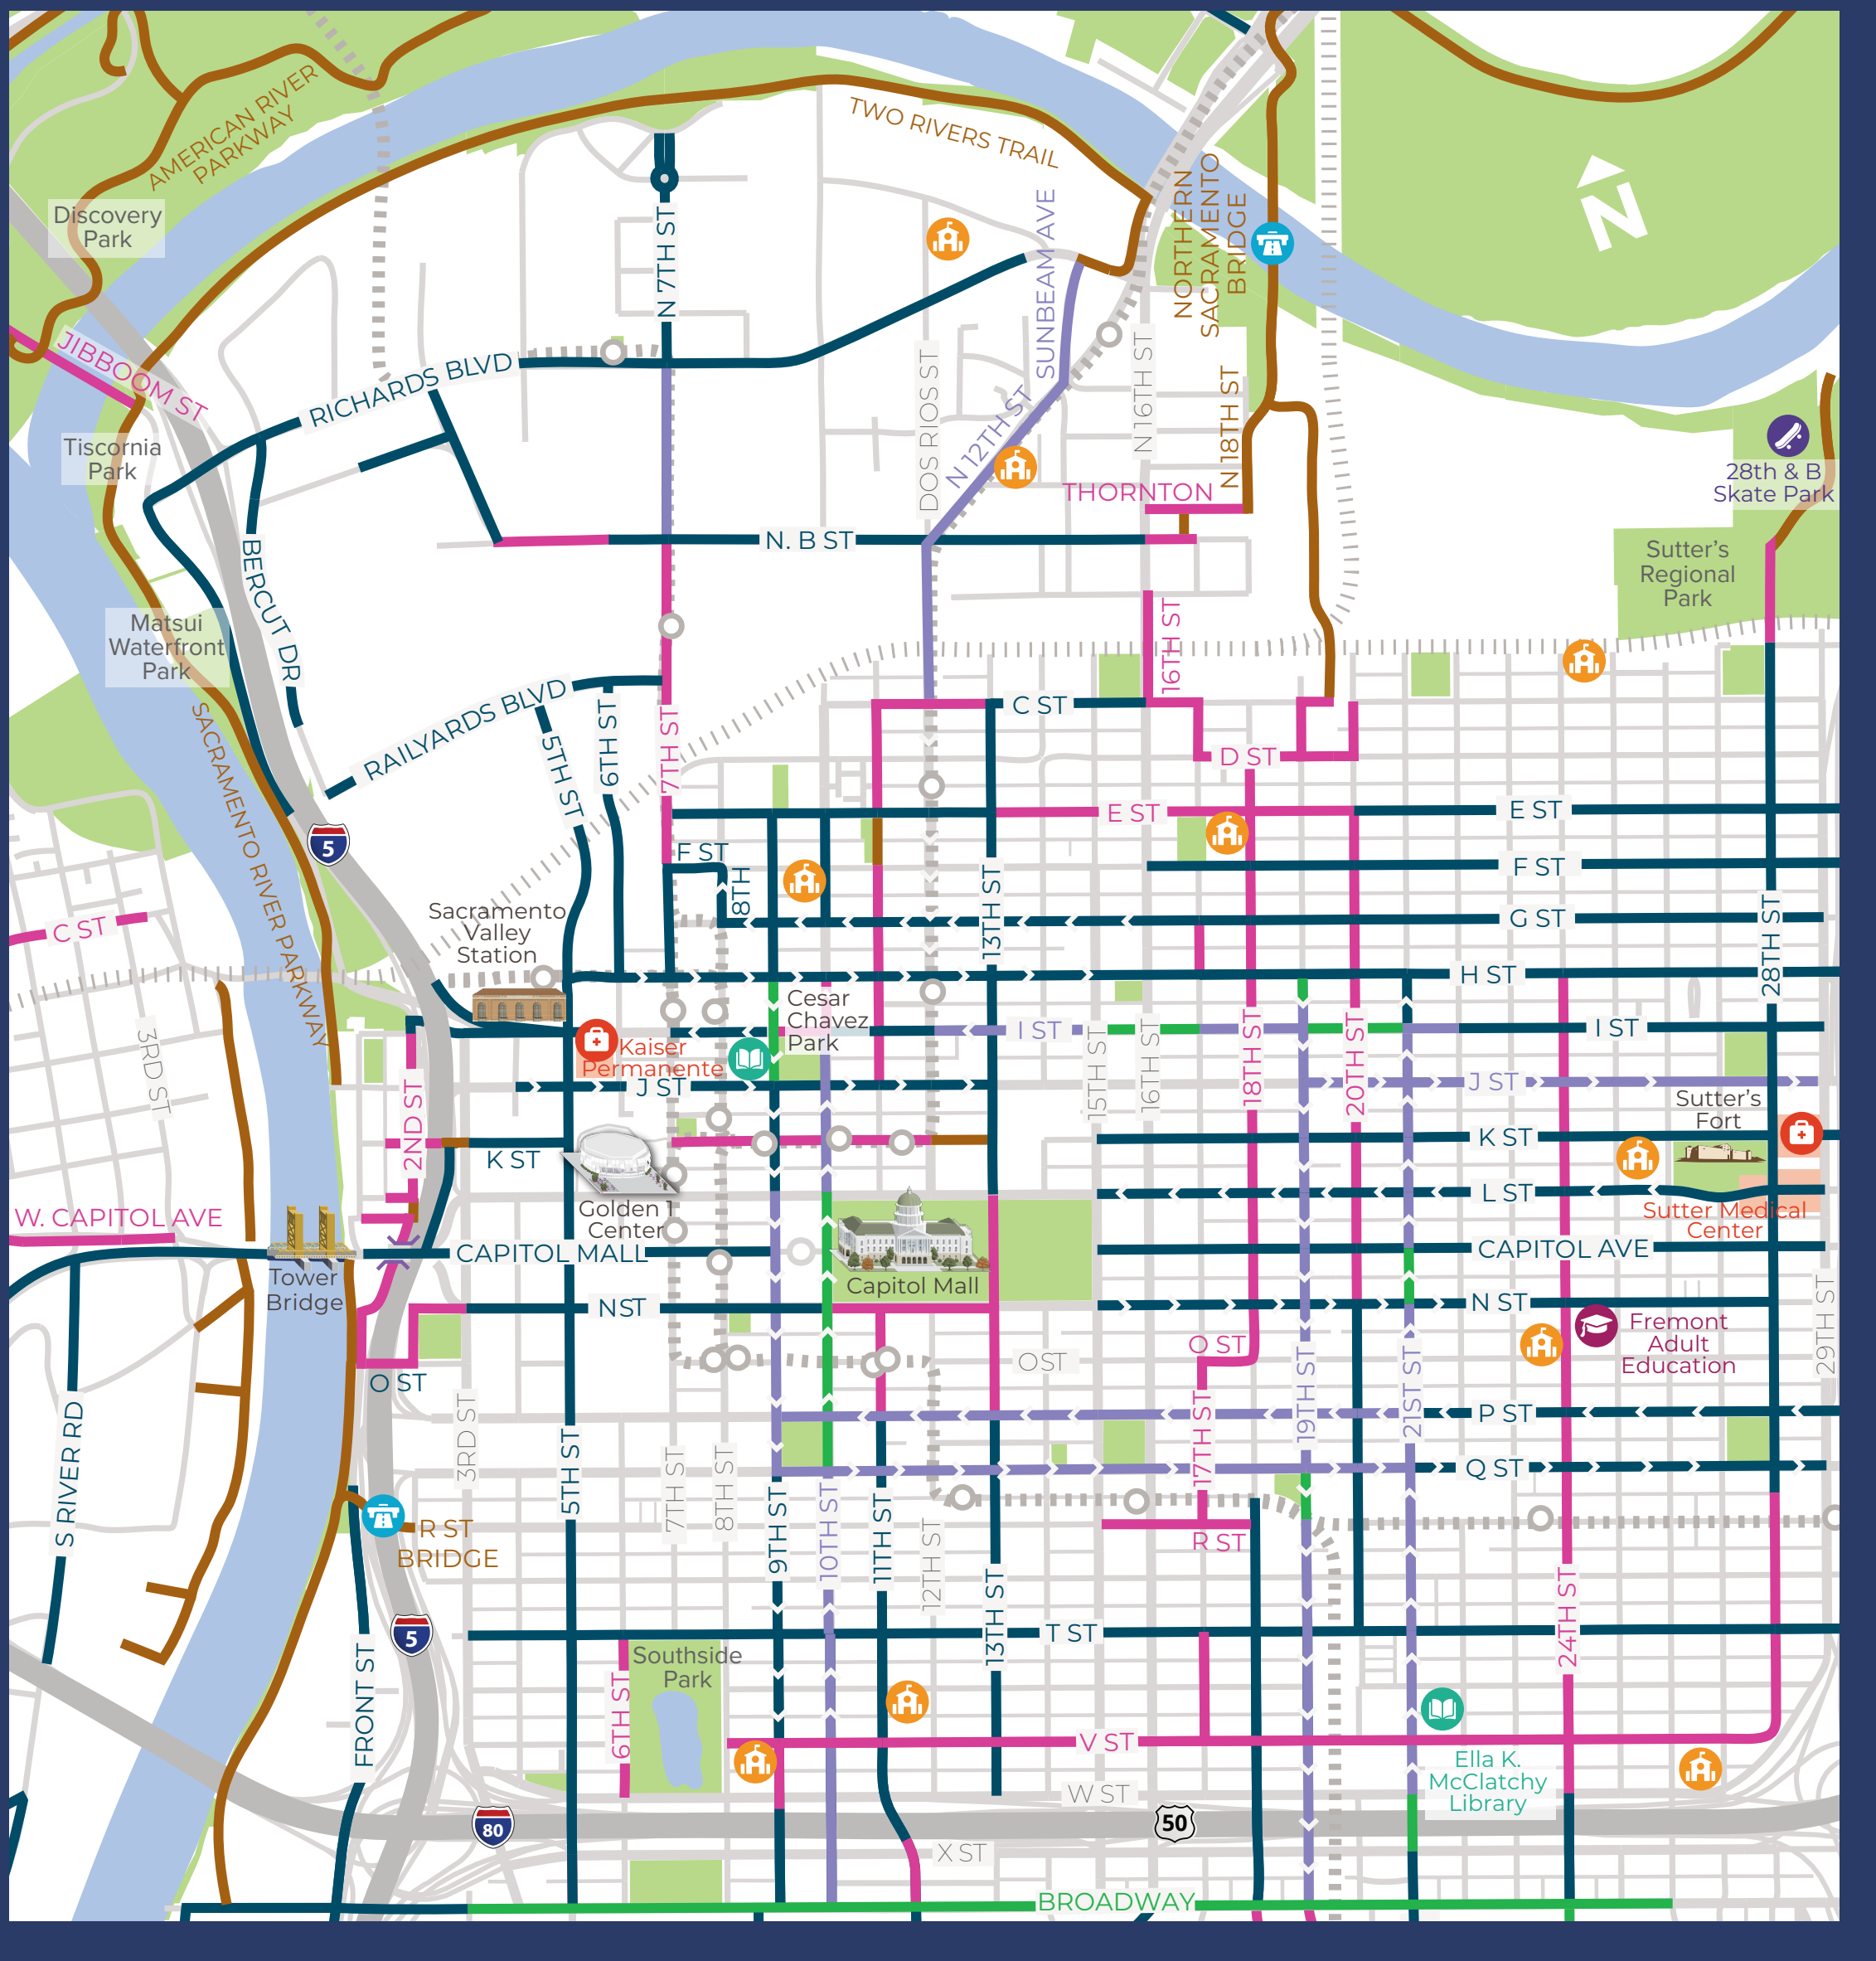 AMERICAN RIVER
PARKWAY
TWO RIVERS TRAIL
NORTHERN
SACRAMENTO
BRIDGE
N
Discovery
Park
N 7TH ST
SUNBEAM AVE
JIBBOOM ST
RICHARDS BLVD
DOS RIOS ST
N 12TH ST
N 16TH ST
N 18TH ST
Tiscornia
Park
28th & B
Skate Park
THORNTON
N. B ST
BERCUT DR
Sutter's
Regional
Park
Matsui
Waterfront
Park
16TH ST
RAILYARDS BLVD
5TH ST
6TH ST
7TH ST
C ST
D ST
SACRAMENTO RIVER PARKWAY
5
E ST
E ST
F ST
8TH
F ST
13TH ST
28TH ST
C ST
Sacramento
Valley
Station
G ST
H ST
3RD ST
Cesar
Chavez
Park
I ST
I ST
15TH ST
16TH ST
18TH ST
20TH ST
Kaiser
Permanente
J ST
J ST
2ND ST
Sutter's
Fort
K ST
K ST
L ST
Golden 1
Center
Sutter Medical
Center
W. CAPITOL AVE
CAPITOL MALL
CAPITOL AVE
Tower
Bridge
Capitol Mall
29TH ST
N ST
N ST
Fremont
Adult
Education
O ST
O ST
O ST
S RIVER RD
3RD ST
5TH ST
7TH ST
8TH ST
17TH ST
19TH ST
21ST ST
P ST
Q ST
9TH ST
10TH ST
11TH ST
12TH ST
R ST
BRIDGE
R ST
13TH ST
24TH ST
5
T ST
FRONT ST
6TH ST
Southside
Park
V ST
Ella K.
McClatchy
Library
W ST
80
50
X ST
BROADWAY